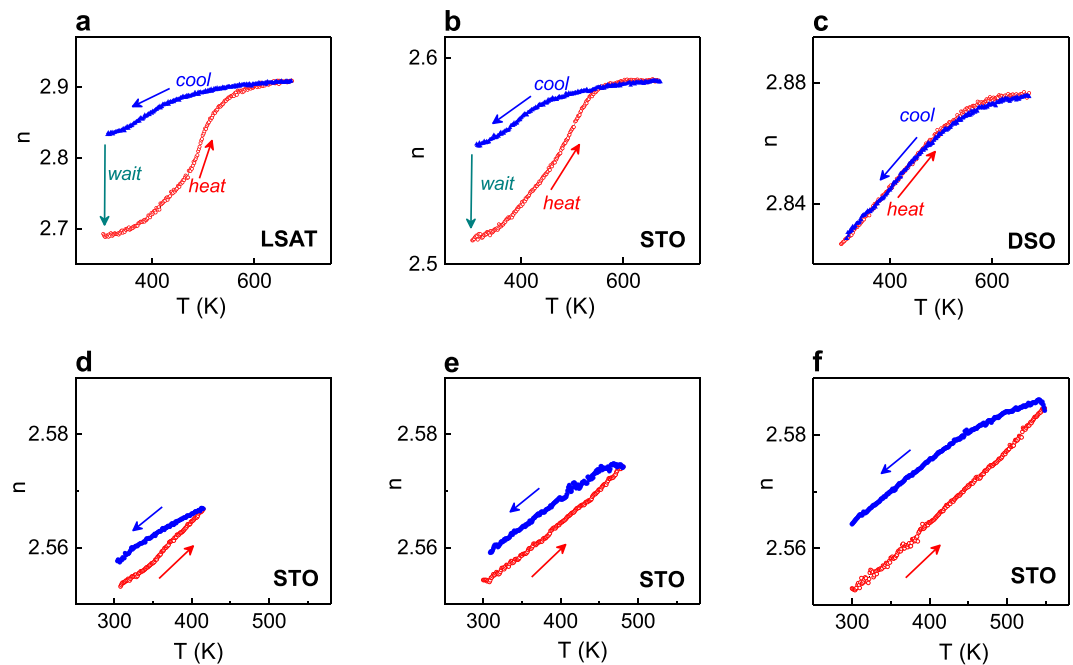 a
2.9
2.8
2.7
n
cool
wait
heat
LSAT
400
600
T (K)
b
2.6
2.5
n
cool
wait
heat
STO
400
600
T (K)
c
2.88
2.84
n
cool
heat
DSO
400
600
T (K)
d
2.58
2.56
n
STO
300
400
500
T (K)
e
2.58
2.56
n
STO
300
400
500
T (K)
f
2.58
2.56
n
STO
300
400
500
T (K)